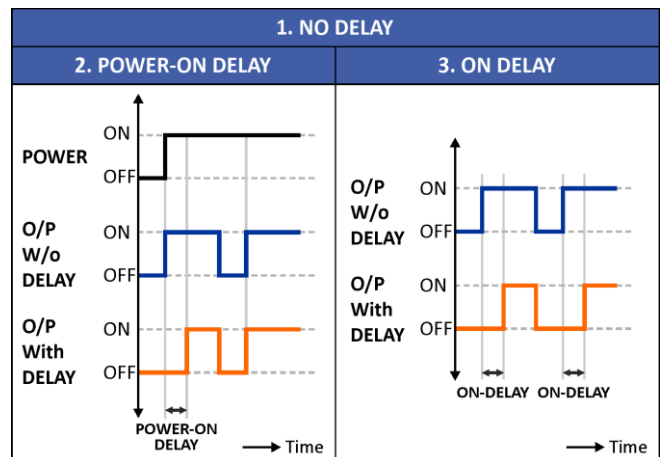 1. NO DELAY
2. POWER-ON DELAY
3. ON DELAY
POWER
ON
OFF
O/P
W/o
DELAY
ON
OFF
O/P
With
DELAY
ON
OFF
POWER-ON
DELAY
Time
O/P
W/o
DELAY
ON
OFF
O/P
With
DELAY
ON
OFF
ON-DELAY ON-DELAY
Time